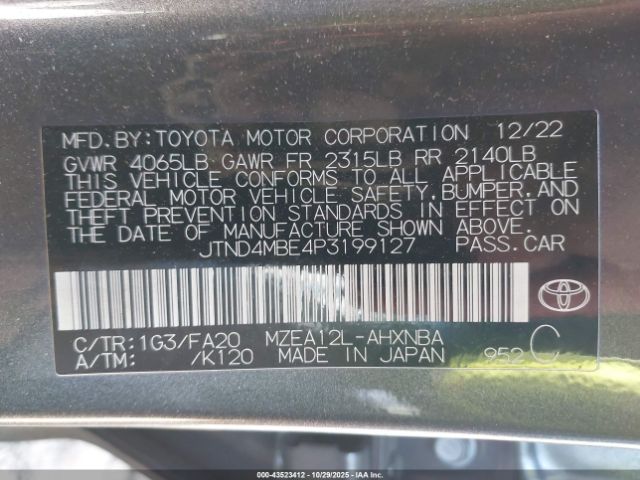 MFD.BY:TOYOTA MOTOR CORPORATION 12/22
GVWR 4065LB GAWR FR 2315LB RR 2140LB
THIS VEHICLE CONFORMS TO ALL APPLICABLE
FEDERAL MOTOR VEHICLE SAFETY,BUMPER,AND
THEFT PREVENTION STANDARDS IN EFFECT ON
THE DATE OF MANUFACTURE SHOWN ABOVE.
JTND4MBE4P3199127 PASS.CAR
C/TR:1G3/FA20 MZEA12L-AHXNBA
A/TM: /K120 MADE IN JAPAN 952 C
000-43523412 | 10/29/2025 | IAAI.COM